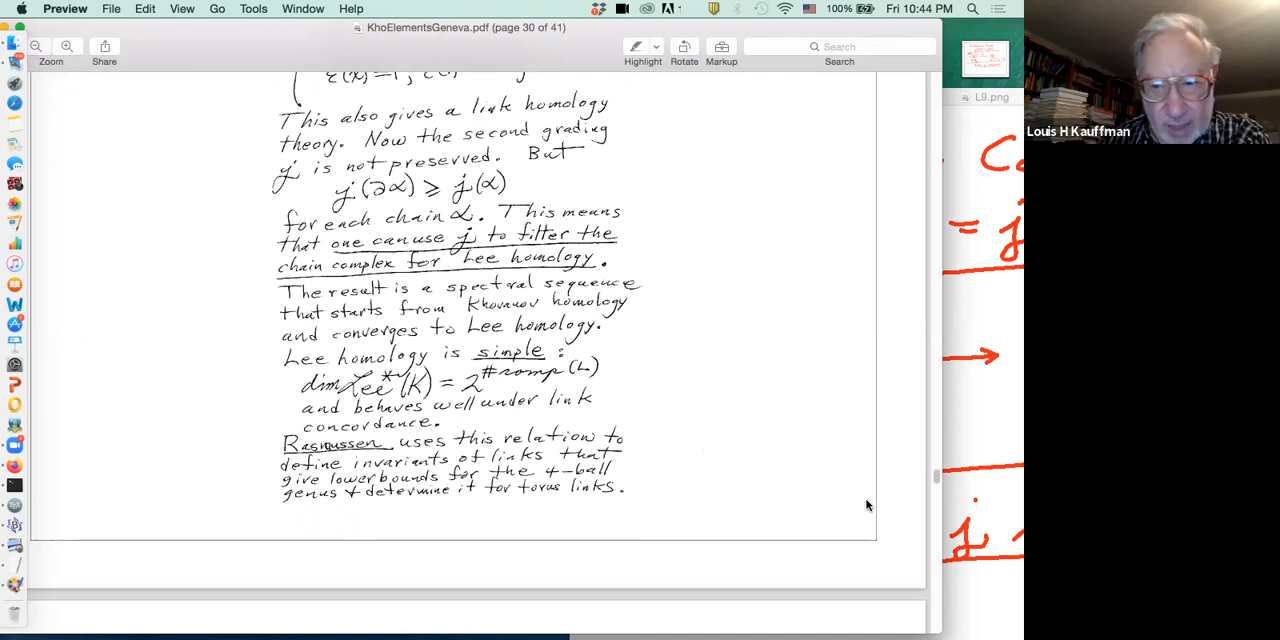 Preview File Edit View Go Tools Window Help
100% Fri 10:44 PM
KhoElementsGeneva.pdf (page 30 of 41)
Zoom Share Highlight Rotate Markup Search
Search
L9.png
Louis H Kauffman
This also gives a link homology
theory. Now the second grading
j is not preserved. But
j(∂α) ≥ j(α)
for each chain α. This means
that one can use j to filter the
chain complex for Lee homology.
The result is a spectral sequence
that starts from Khovanov homology
and converges to Lee homology.
Lee homology is simple:
dim Lee*(K) = 2^#comp(L)
and behaves well under link
concordance.
Rasmussen uses this relation to
define invariants of links that
give lower bounds for the 4-ball
genus & determine it for torus links.
= j
j